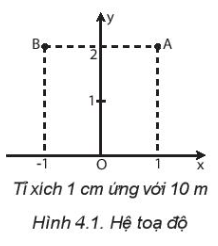 y
B
A
2
1
-1
O
1
x
Tỉ xích 1 cm ứng với 10 m
Hình 4.1. Hệ toạ độ